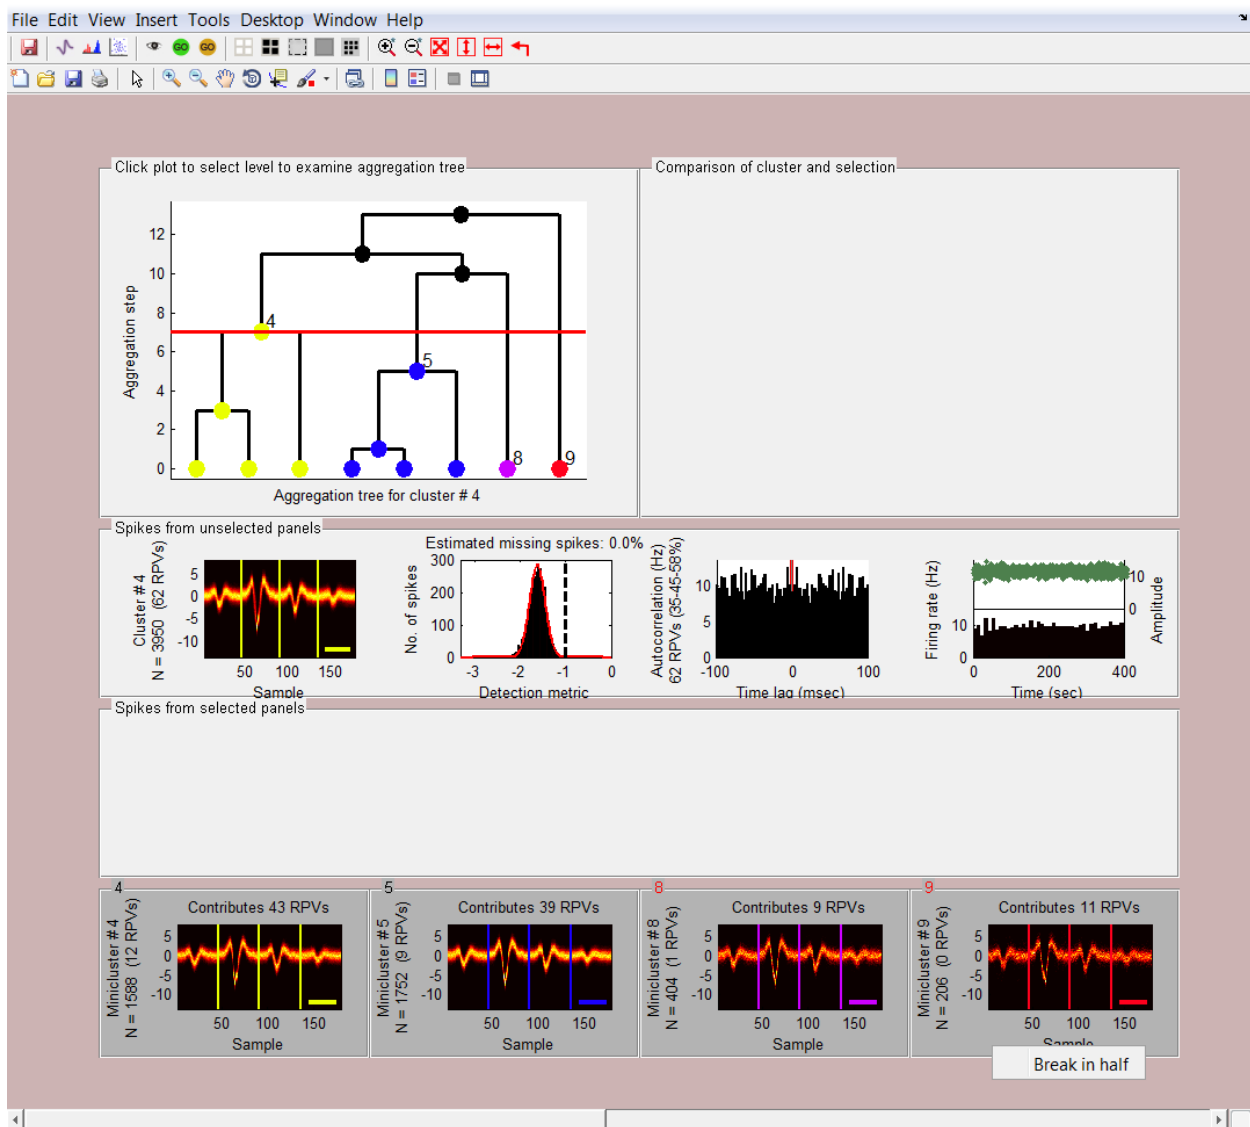 File Edit View Insert Tools Desktop Window Help
GO GO
Click plot to select level to examine aggregation tree
Comparison of cluster and selection
Aggregation step
12
10
8
6
4
2
0
4
5
8
9
Aggregation tree for cluster # 4
Spikes from unselected panels
Cluster # 4
N = 3950 (62 RPVs)
5
0
-5
-10
50 100 150
Sample
Estimated missing spikes: 0.0%
No. of spikes
300
200
100
0
-3 -2 -1 0
Detection metric
Autocorrelation (Hz)
62 RPVs (35-45-58%)
10
5
0
-100 0 100
Time lag (msec)
Firing rate (Hz)
10
0
10
0
Amplitude
0 200 400
Time (sec)
Spikes from selected panels
4
Contributes 43 RPVs
Minicluster # 4
N = 1588 (12 RPVs)
5
0
-5
-10
50 100 150
Sample
5
Contributes 39 RPVs
Minicluster # 5
N = 1752 (9 RPVs)
5
0
-5
-10
50 100 150
Sample
8
Contributes 9 RPVs
Minicluster # 8
N = 404 (1 RPVs)
5
0
-5
-10
50 100 150
Sample
9
Contributes 11 RPVs
Minicluster # 9
N = 206 (0 RPVs)
5
0
-5
-10
50 100 150
Sample
Break in half